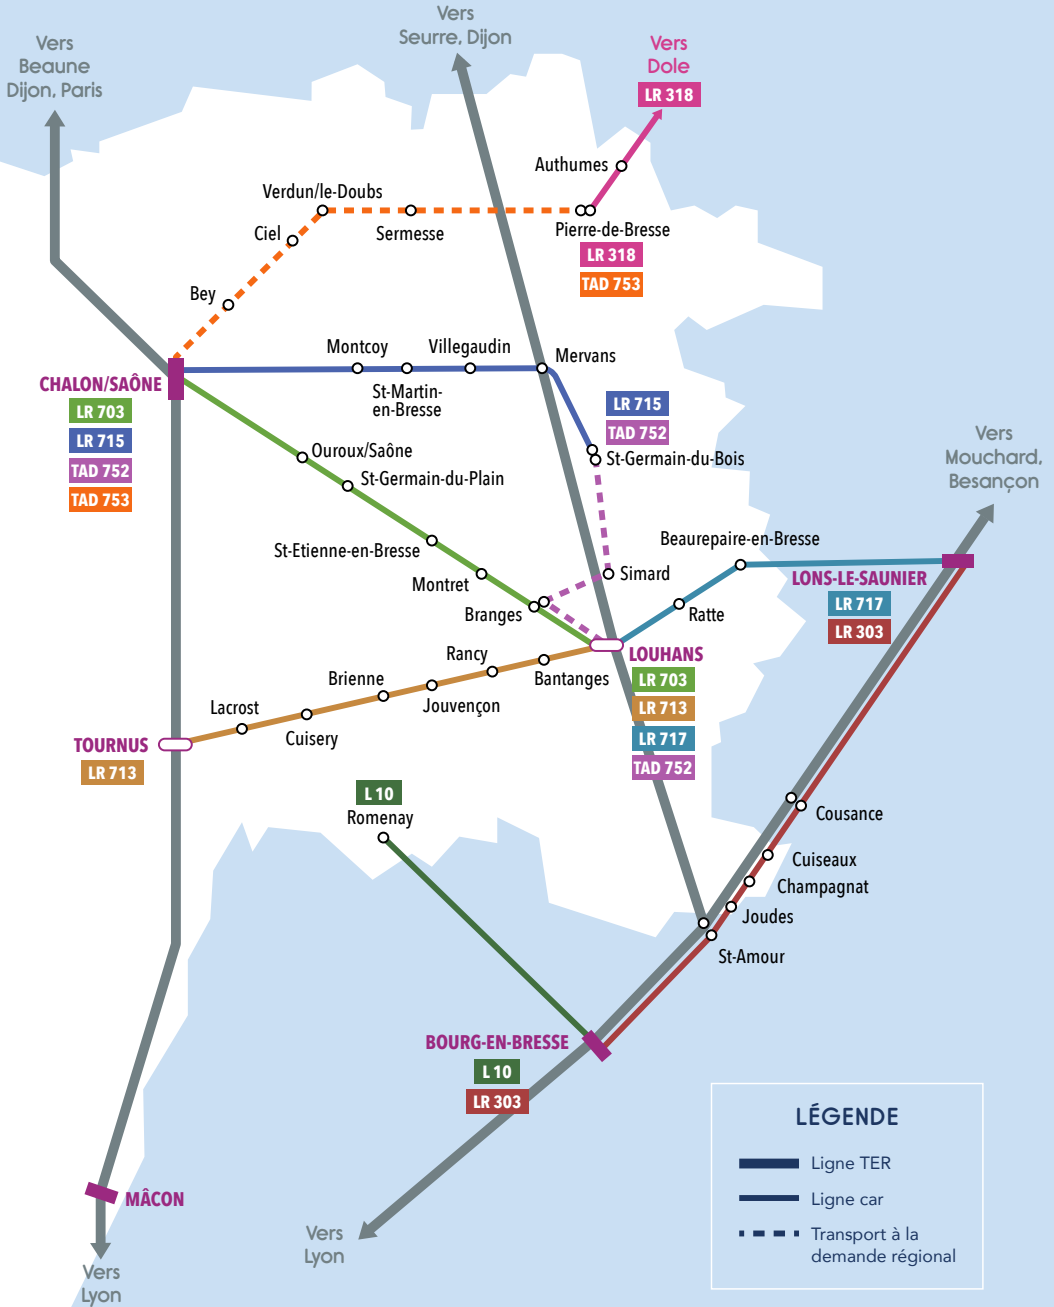 Vers
Seurre, Dijon
Vers
Beaune
Dijon, Paris
Vers
Dole
LR 318
Authumes
Verdun/le-Doubs
Ciel
Sermesse
Pierre-de-Bresse
LR 318
TAD 753
Bey
Montcoy
Villegaudin
Mervans
CHALON/SAÔNE
St-Martin-
en-Bresse
LR 703
LR 715
TAD 752
TAD 753
LR 715
TAD 752
St-Germain-du-Bois
Ouroux/Saône
St-Germain-du-Plain
Vers
Mouchard,
Besançon
St-Etienne-en-Bresse
Beaurepaire-en-Bresse
Montret
Simard
LONS-LE-SAUNIER
LR 717
LR 303
Branges
Ratte
Rancy
LOUHANS
LR 703
LR 713
LR 717
TAD 752
Brienne
Bantanges
Jouvençon
Lacrost
Cuisery
TOURNUS
LR 713
L 10
Romenay
Cousance
Cuiseaux
Champagnat
Joudes
St-Amour
BOURG-EN-BRESSE
L 10
LR 303
MÂCON
Vers
Lyon
Vers
Lyon
LÉGENDE
Ligne TER
Ligne car
Transport à la
demande régional